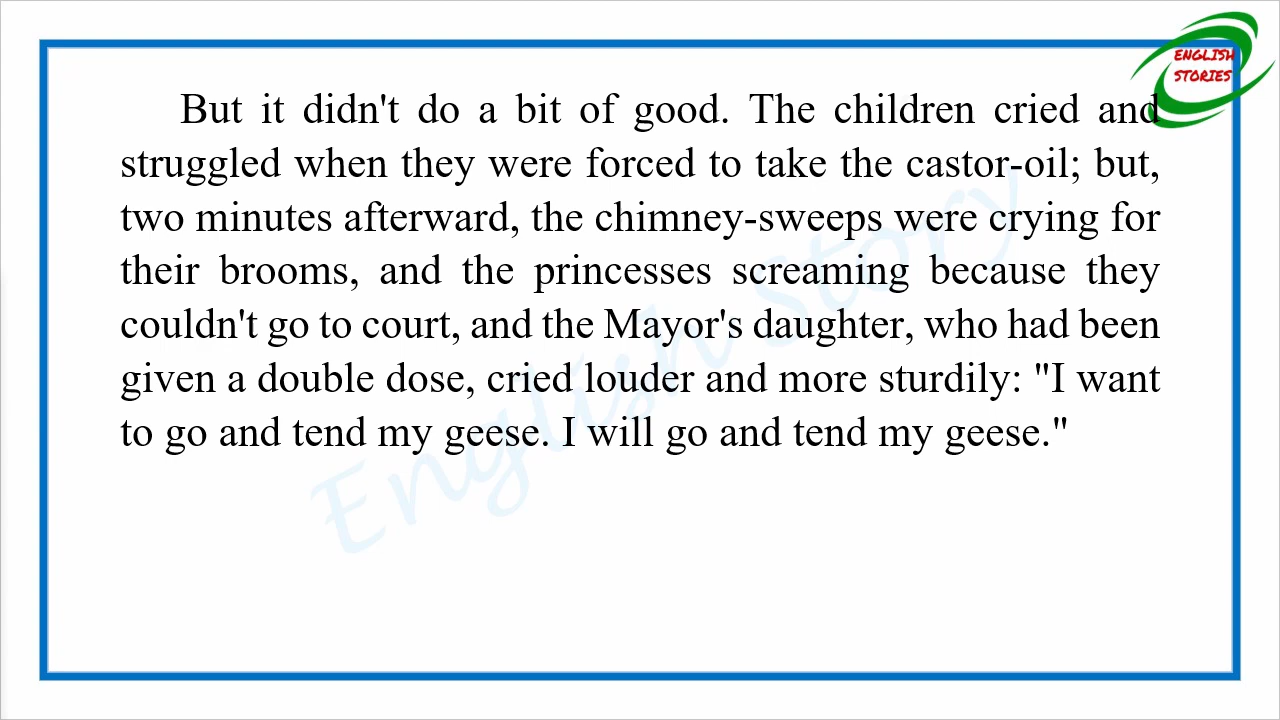 ENGLISH
STORIES
But it didn't do a bit of good. The children cried and
struggled when they were forced to take the castor-oil; but,
two minutes afterward, the chimney-sweeps were crying for
their brooms, and the princesses screaming because they
couldn't go to court, and the Mayor's daughter, who had been
given a double dose, cried louder and more sturdily: "I want
to go and tend my geese. I will go and tend my geese."
English Story